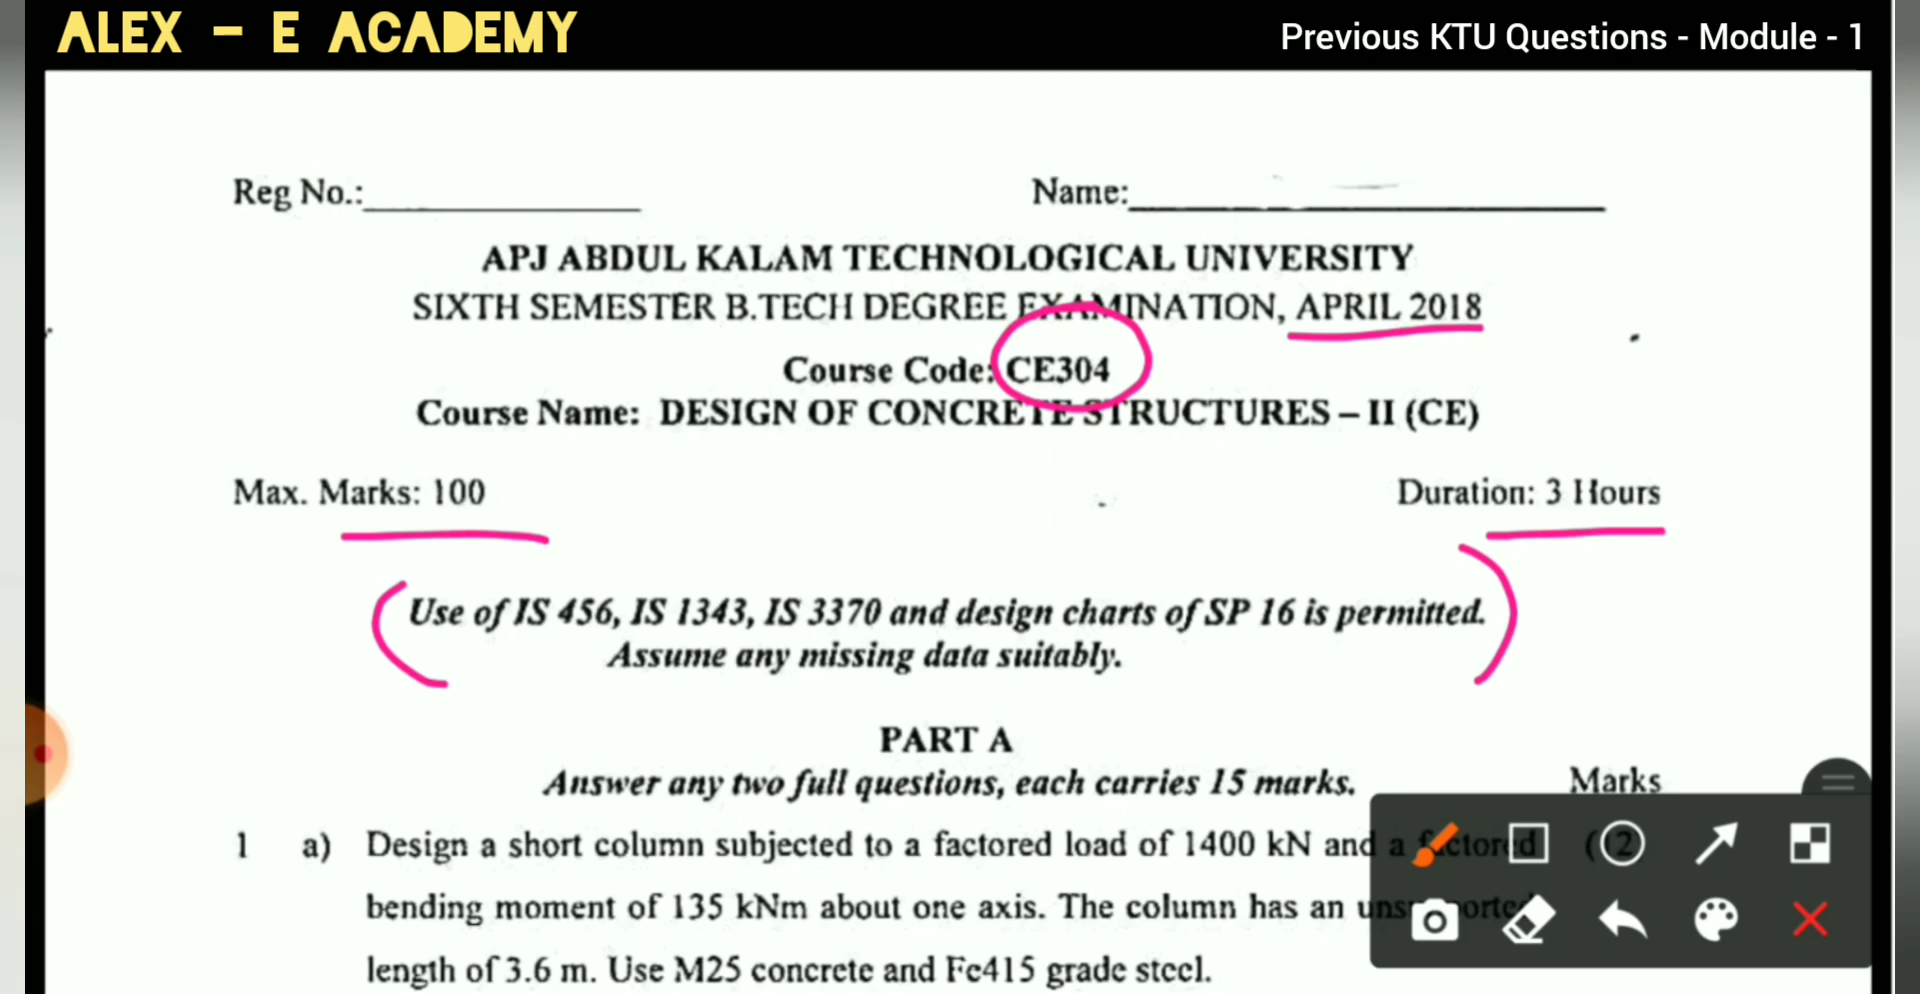 ALEX - E ACADEMY
Previous KTU Questions - Module - 1
Reg No.:
Name:
APJ ABDUL KALAM TECHNOLOGICAL UNIVERSITY
SIXTH SEMESTER B.TECH DEGREE EXAMINATION, APRIL 2018
Course Code: CE304
Course Name: DESIGN OF CONCRETE STRUCTURES – II (CE)
Max. Marks: 100
Duration: 3 Hours
Use of IS 456, IS 1343, IS 3370 and design charts of SP 16 is permitted.
Assume any missing data suitably.
PART A
Answer any two full questions, each carries 15 marks.
Marks
1 a) Design a short column subjected to a factored load of 1400 kN and a factored (12
bending moment of 135 kNm about one axis. The column has an unsupported
length of 3.6 m. Use M25 concrete and Fe415 grade steel.